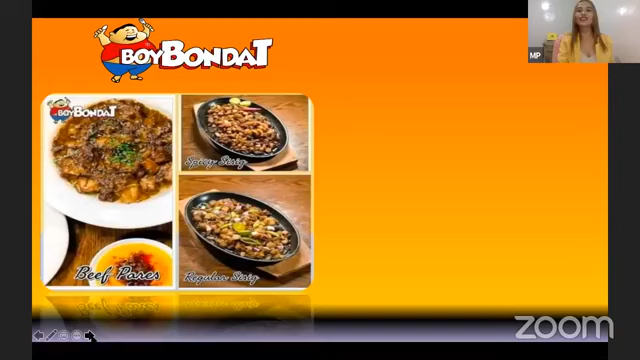 BOYBONDAT
MP
BOYBONDAT
Spicy Sisig
Beef Pares
Regular Sisig
zoom